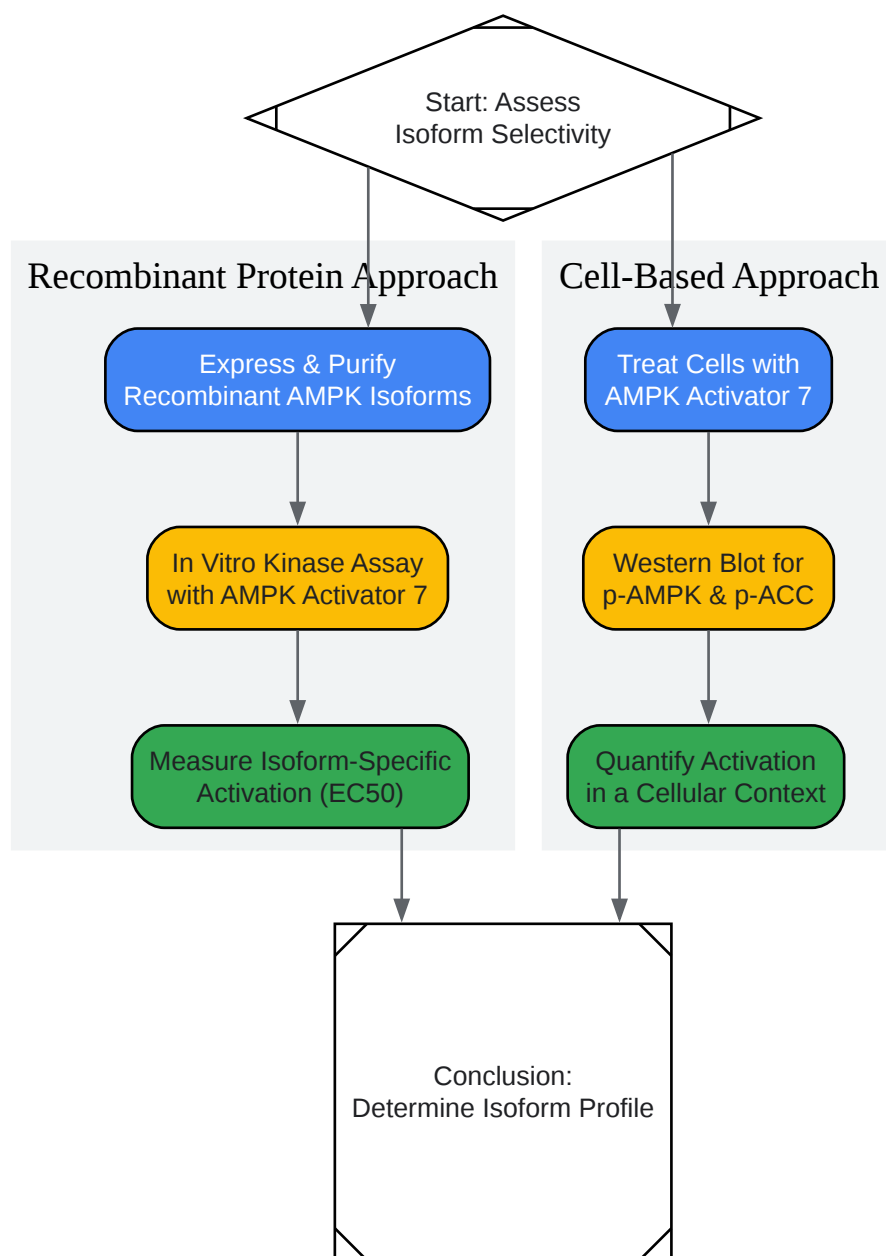 Start: Assess
Isoform Selectivity
Recombinant Protein Approach
Express & Purify
Recombinant AMPK Isoforms
In Vitro Kinase Assay
with AMPK Activator 7
Measure Isoform-Specific
Activation (EC50)
Cell-Based Approach
Treat Cells with
AMPK Activator 7
Western Blot for
p-AMPK & p-ACC
Quantify Activation
in a Cellular Context
Conclusion:
Determine Isoform Profile